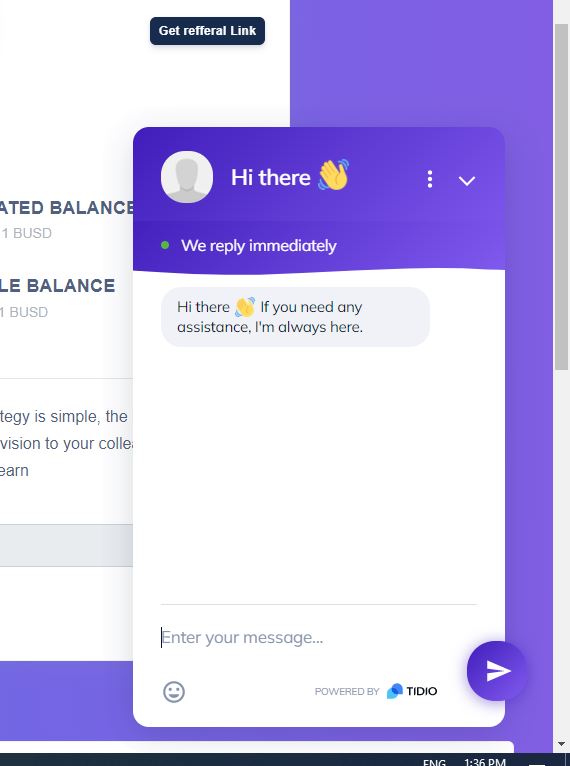 Get refferal Link
Hi there
ATED BALANCE
1 BUSD
We reply immediately
LE BALANCE
1 BUSD
Hi there If you need any
assistance, I'm always here.
tegy is simple, the
vision to your collea
earn
Enter your message...
POWERED BY TIDIO
ENG 1:36 PM